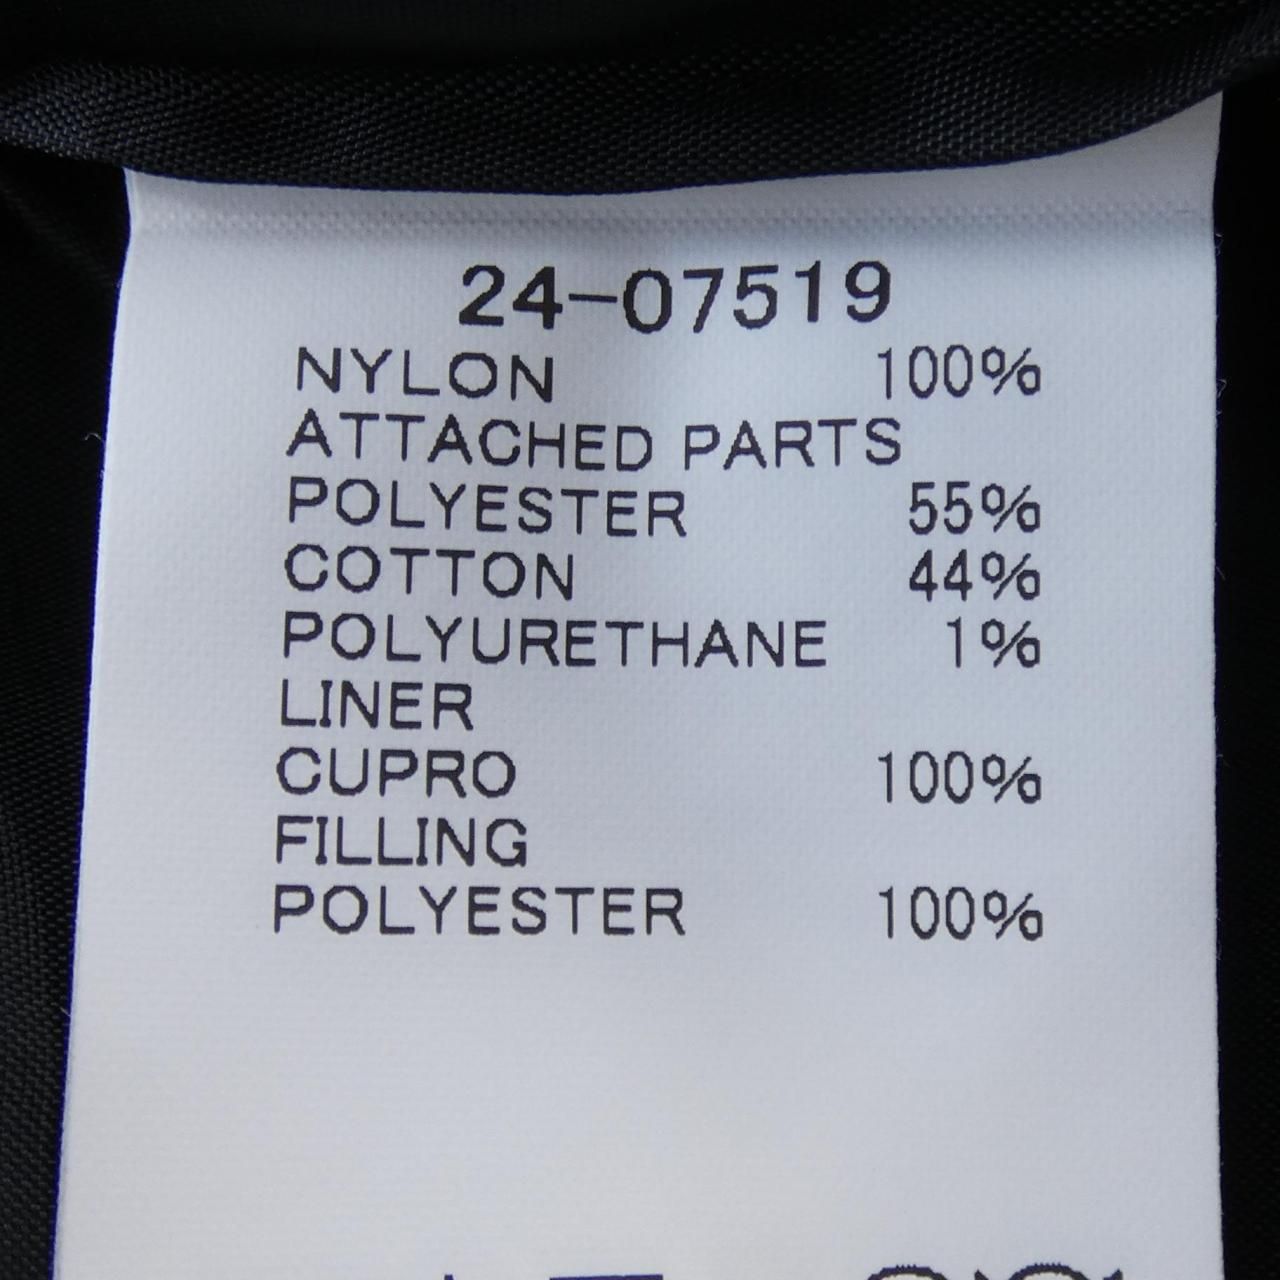 24-07519
NYLON 100%
ATTACHED PARTS
POLYESTER 55%
COTTON 44%
POLYURETHANE 1%
LINER
CUPRO 100%
FILLING
POLYESTER 100%